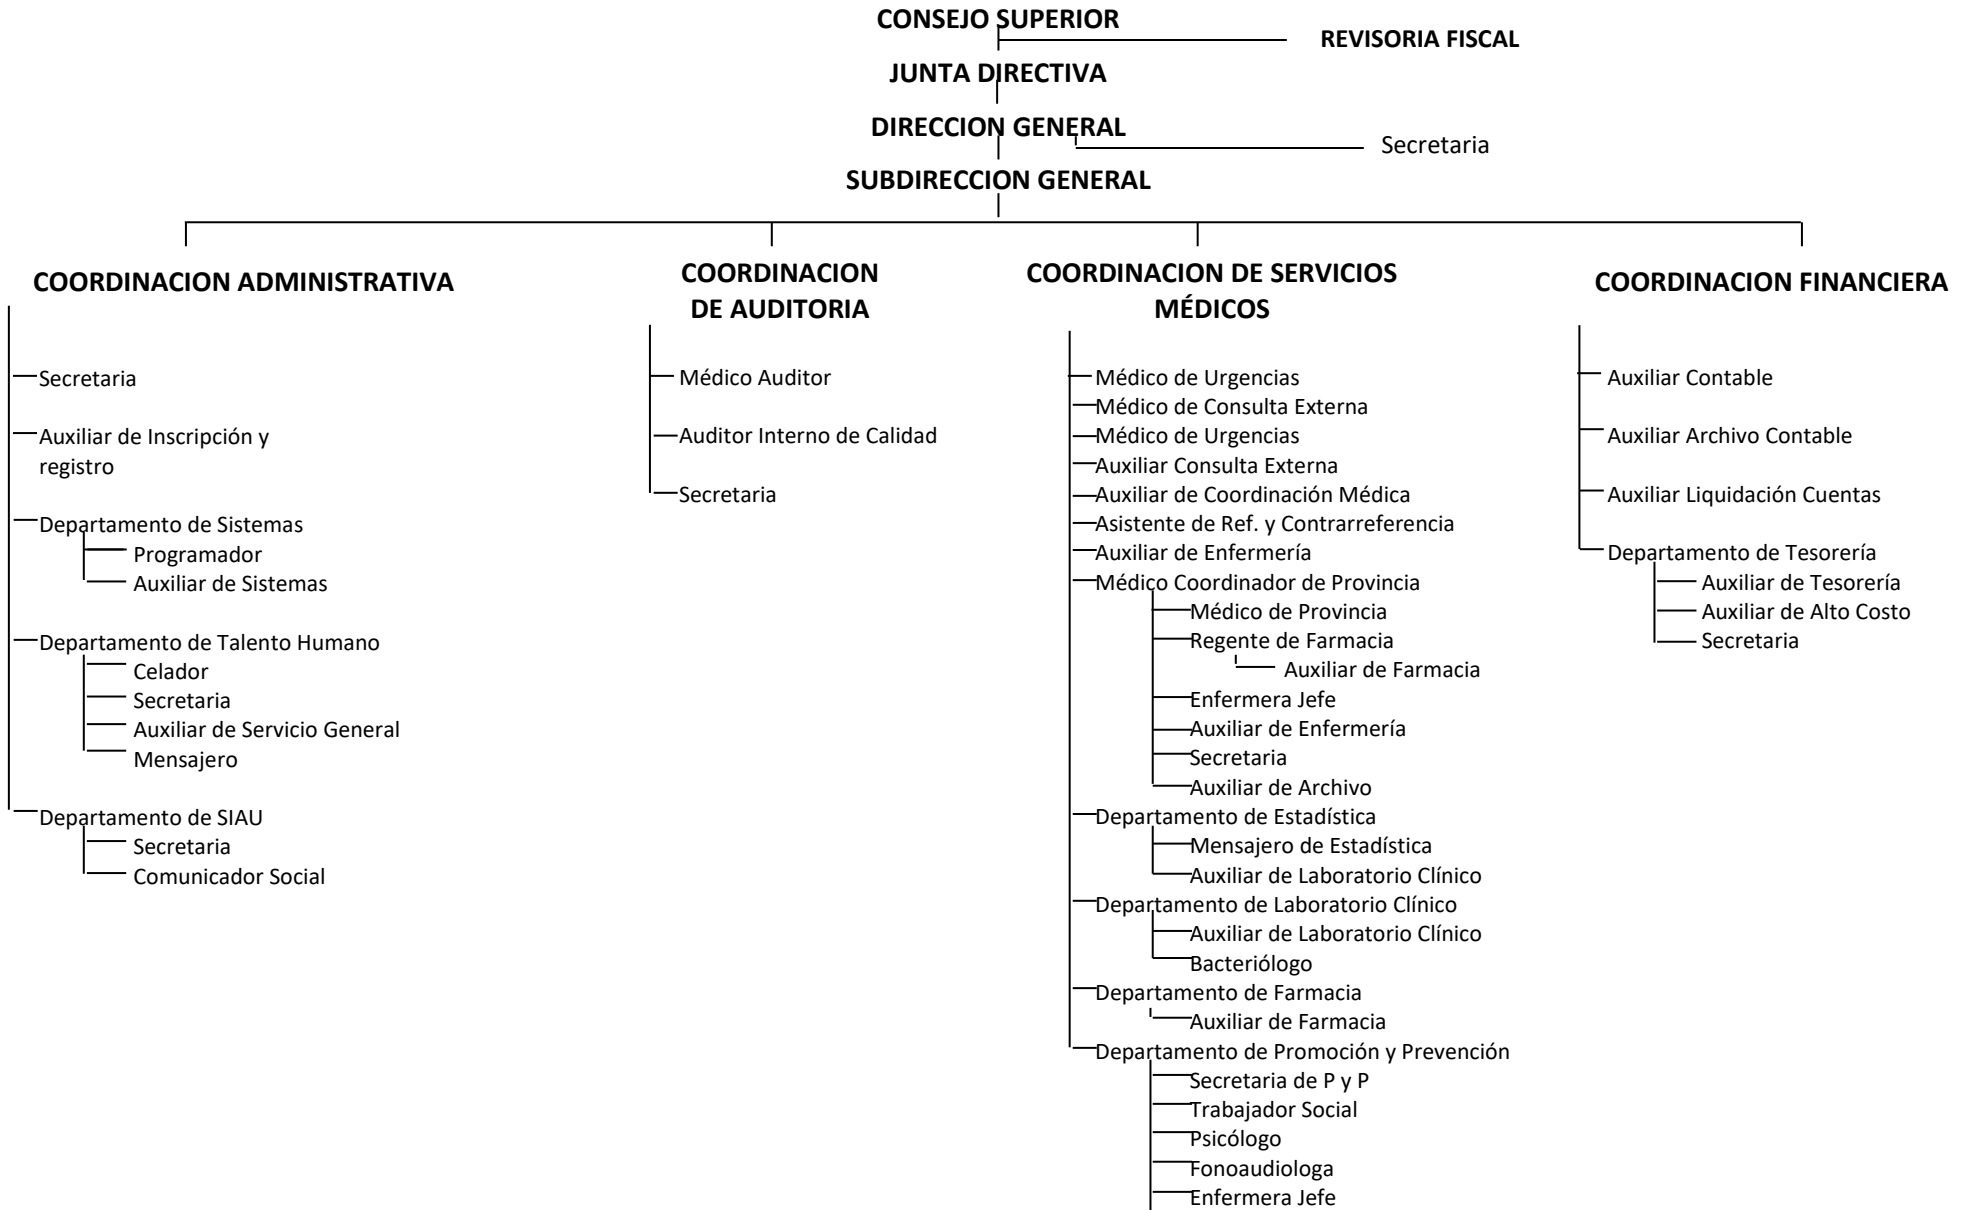 CONSEJO SUPERIOR
REVISORIA FISCAL
JUNTA DIRECTIVA
DIRECCION GENERAL
Secretaria
SUBDIRECCION GENERAL
COORDINACION ADMINISTRATIVA
Secretaria
Auxiliar de Inscripción y
registro
Departamento de Sistemas
Programador
Auxiliar de Sistemas
Departamento de Talento Humano
Celador
Secretaria
Auxiliar de Servicio General
Mensajero
Departamento de SIAU
Secretaria
Comunicador Social
COORDINACION
DE AUDITORIA
Médico Auditor
Auditor Interno de Calidad
Secretaria
COORDINACION DE SERVICIOS
MÉDICOS
Médico de Urgencias
Médico de Consulta Externa
Médico de Urgencias
Auxiliar Consulta Externa
Auxiliar de Coordinación Médica
Asistente de Ref. y Contrarreferencia
Auxiliar de Enfermería
Médico Coordinador de Provincia
Médico de Provincia
Regente de Farmacia
Auxiliar de Farmacia
Enfermera Jefe
Auxiliar de Enfermería
Secretaria
Auxiliar de Archivo
Departamento de Estadística
Mensajero de Estadística
Auxiliar de Laboratorio Clínico
Departamento de Laboratorio Clínico
Auxiliar de Laboratorio Clínico
Bacteriólogo
Departamento de Farmacia
Auxiliar de Farmacia
Departamento de Promoción y Prevención
Secretaria de P y P
Trabajador Social
Psicólogo
Fonoaudiologa
Enfermera Jefe
COORDINACION FINANCIERA
Auxiliar Contable
Auxiliar Archivo Contable
Auxiliar Liquidación Cuentas
Departamento de Tesorería
Auxiliar de Tesorería
Auxiliar de Alto Costo
Secretaria